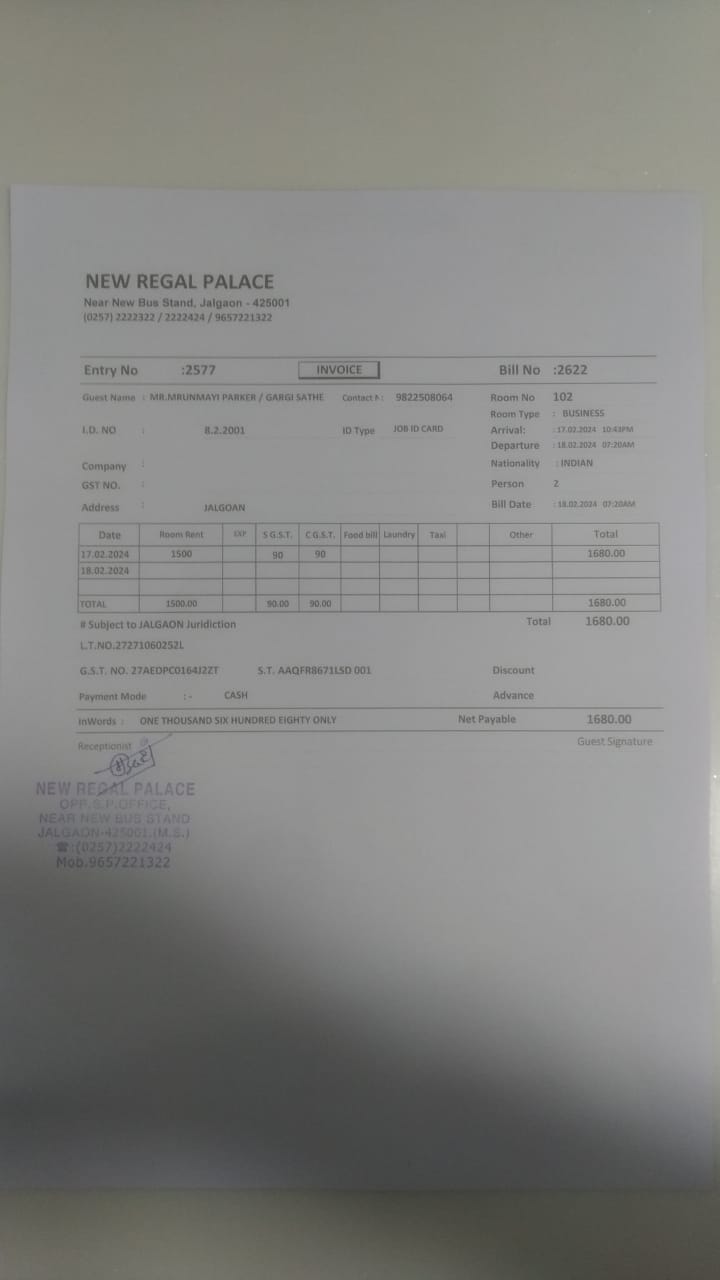 NEW REGAL PALACE
Near New Bus Stand, Jalgaon - 425001
(0257) 2222322 / 2222424 / 9657221322
Entry No :2577 INVOICE Bill No :2622
Guest Name : MR.MRUNMAYI PARKER / GARGI SATHE Contact N: 9822508064 Room No 102
Room Type : BUSINESS
I.D. NO : 8.2.2001 ID Type JOB ID CARD Arrival: :17.02.2024 10:43PM
Departure :18.02.2024 07:20AM
Company : Nationality : INDIAN
GST NO. : Person 2
Address : JALGOAN Bill Date :18.02.2024 07:20AM
Date Room Rent EXP S G.S.T. C G.S.T. Food bill Laundry Taxi Other Total
17.02.2024 1500 90 90 1680.00
18.02.2024
TOTAL 1500.00 90.00 90.00 1680.00
# Subject to JALGAON Juridiction Total 1680.00
L.T.NO.27271060252L
G.S.T. NO. 27AEDPC0164J2ZT S.T. AAQFR8671LSD 001 Discount
Payment Mode :- CASH Advance
InWords : ONE THOUSAND SIX HUNDRED EIGHTY ONLY Net Payable 1680.00
Receptionist Guest Signature
NEW REGAL PALACE
OPP.S.P.OFFICE,
NEAR NEW BUS STAND
JALGAON-425001.(M.S.)
☎:(0257)2222424
Mob.9657221322